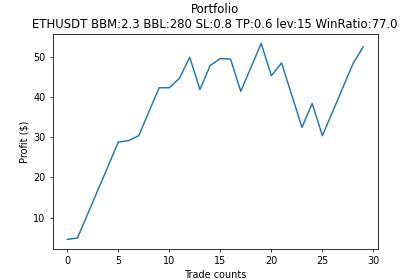 Portfolio
ETHUSDT BBM:2.3 BBL:280 SL:0.8 TP:0.6 lev:15 WinRatio:77.0
Profit ($)
50
40
30
20
10
0 5 10 15 20 25 30
Trade counts